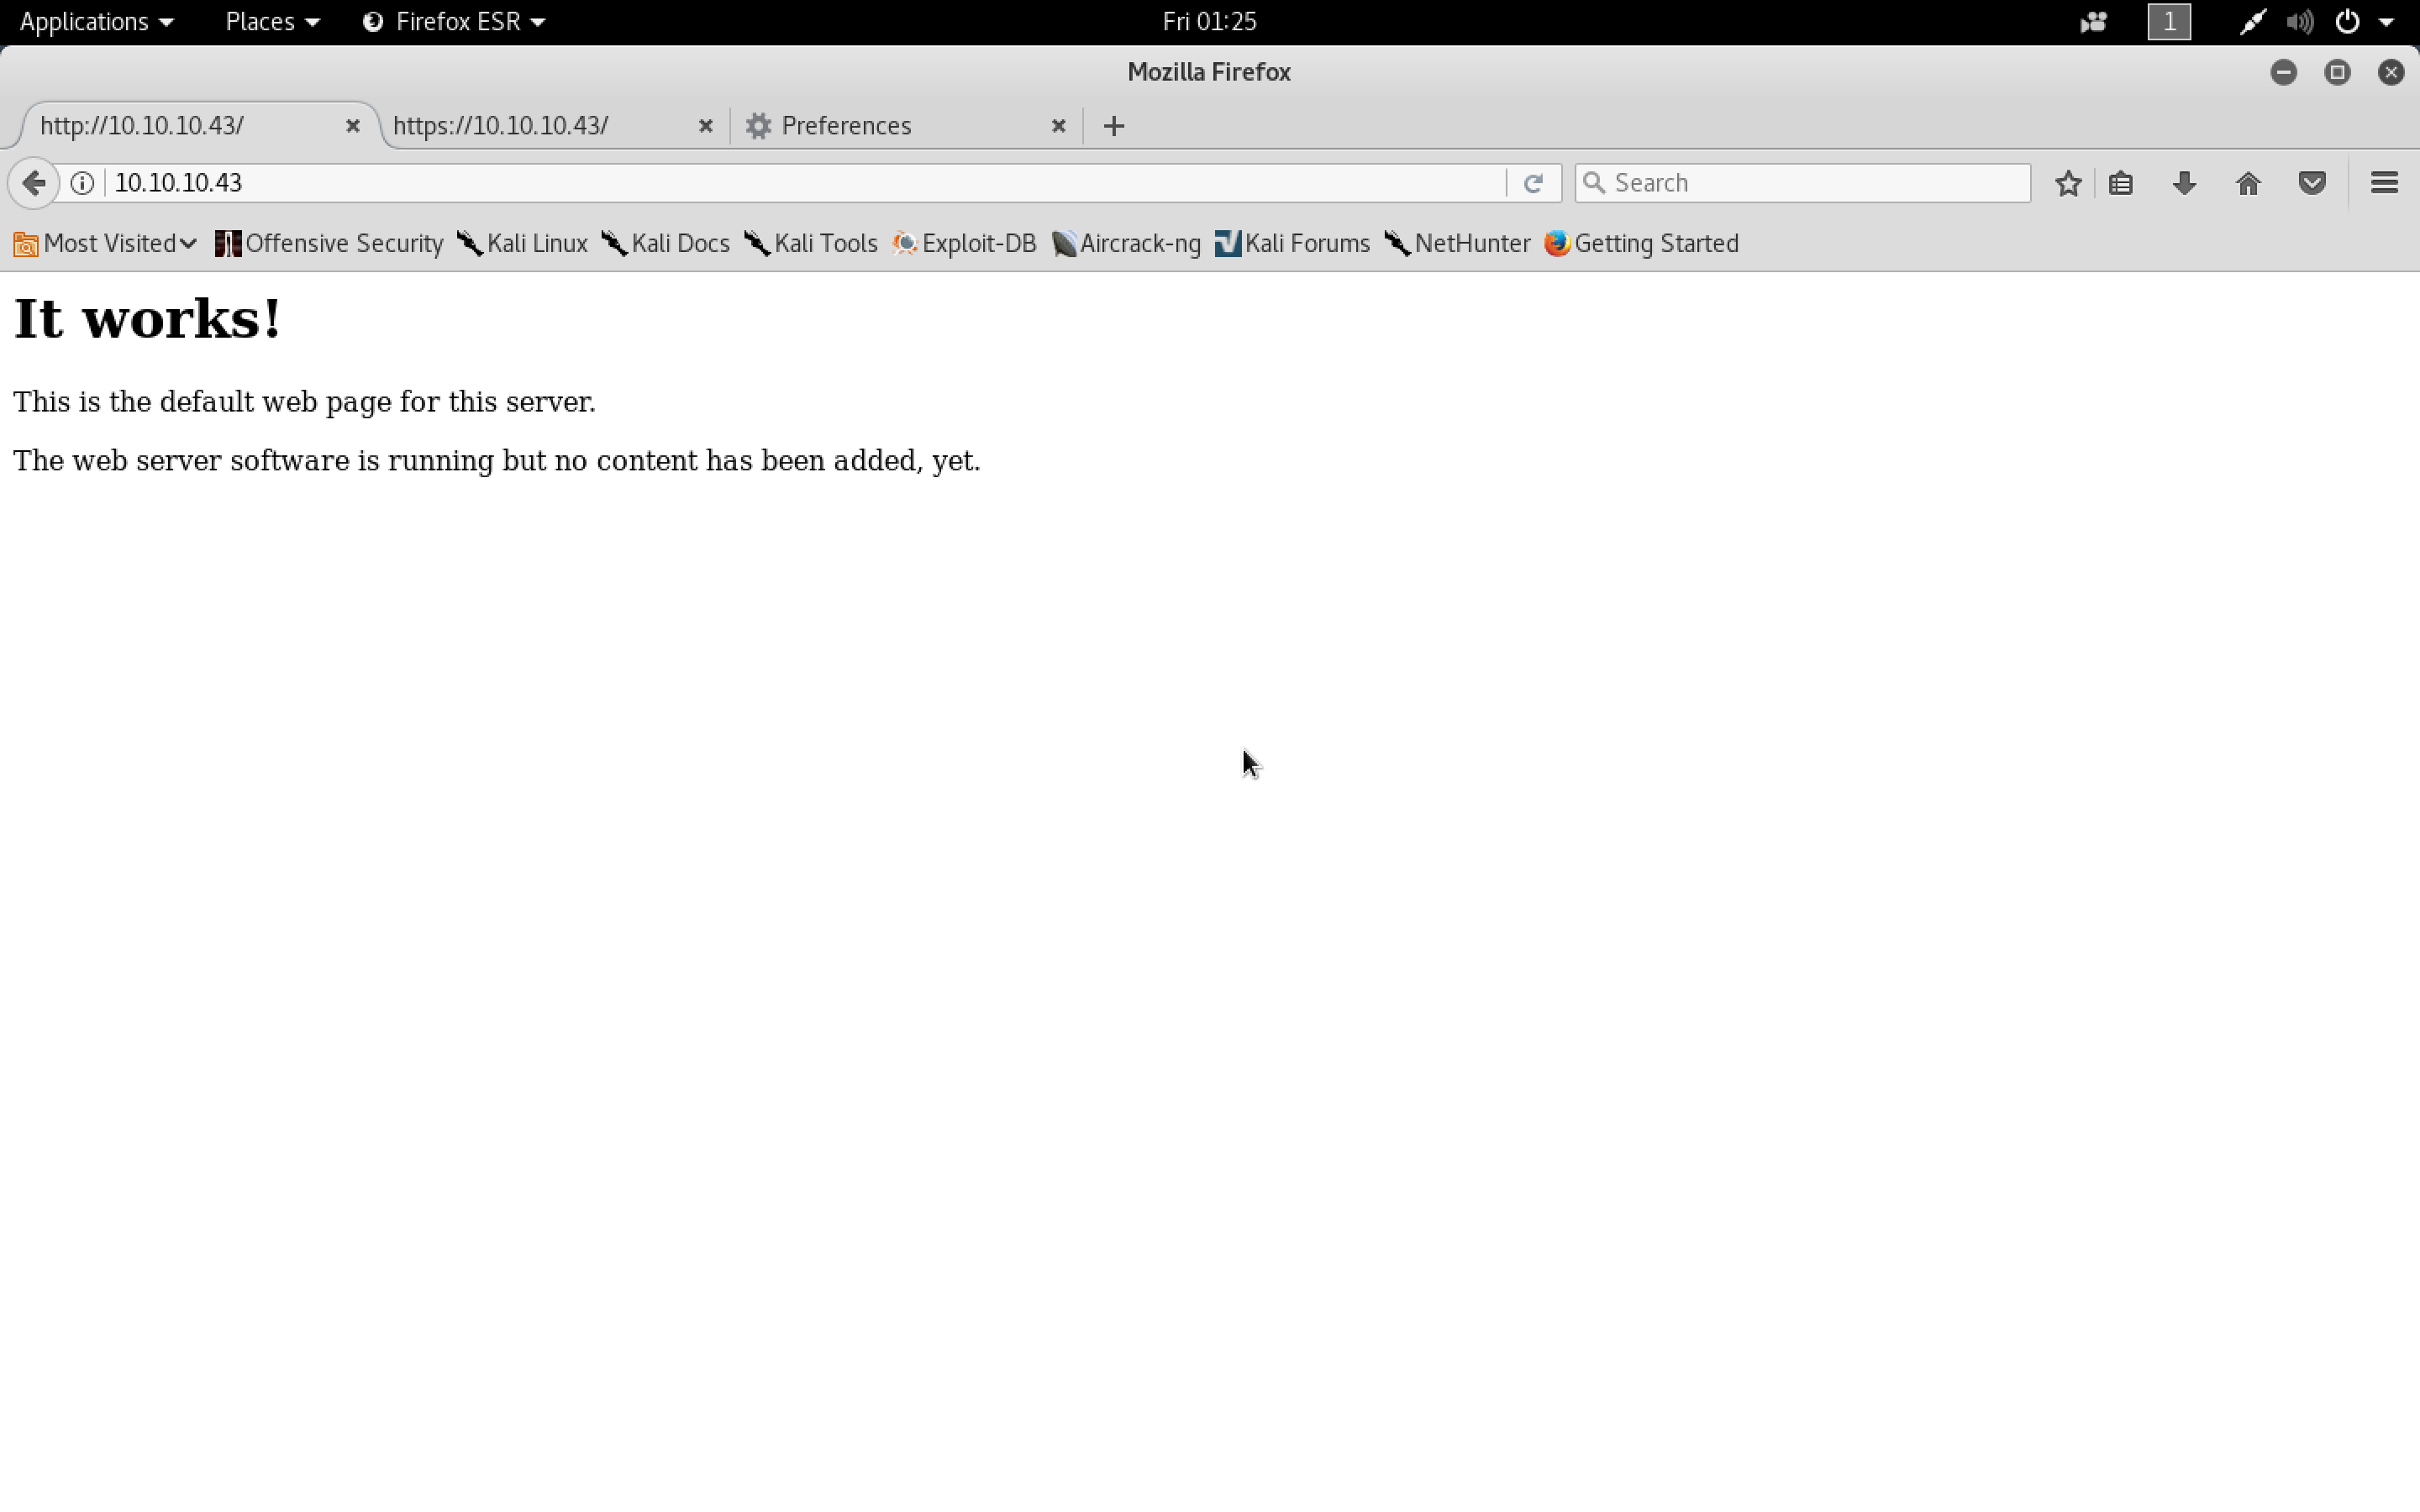 Applications Places Firefox ESR Fri 01:25 1
Mozilla Firefox
http://10.10.10.43/ https://10.10.10.43/ Preferences
10.10.10.43 Search
Most Visited Offensive Security Kali Linux Kali Docs Kali Tools Exploit-DB Aircrack-ng Kali Forums NetHunter Getting Started
It works!
This is the default web page for this server.
The web server software is running but no content has been added, yet.